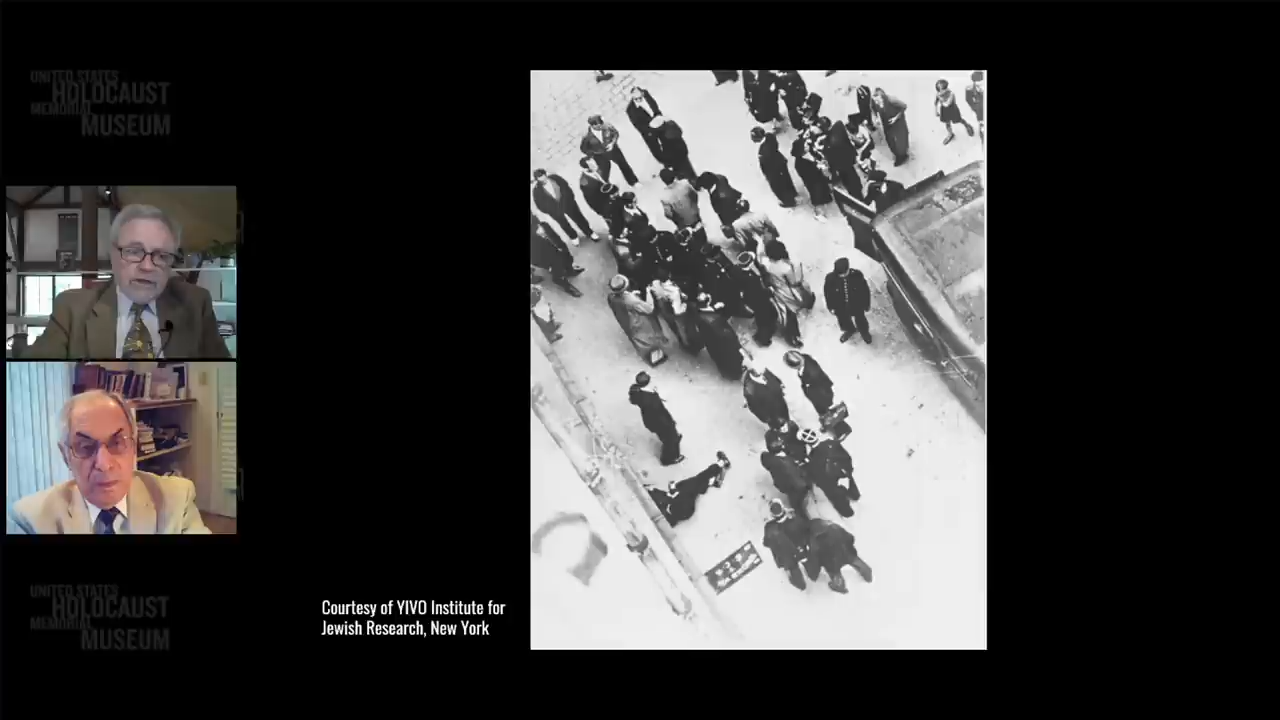 UNITED STATES
HOLOCAUST
MEMORIAL
MUSEUM
Courtesy of YIVO Institute for
Jewish Research, New York
UNITED STATES
HOLOCAUST
MEMORIAL
MUSEUM